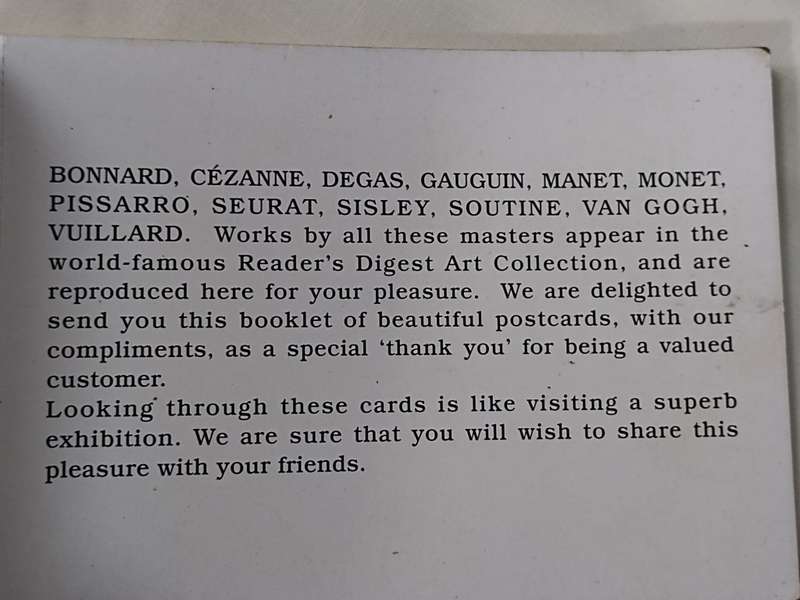 BONNARD, CÉZANNE, DEGAS, GAUGUIN, MANET, MONET,
PISSARRO, SEURAT, SISLEY, SOUTINE, VAN GOGH,
VUILLARD. Works by all these masters appear in the
world-famous Reader's Digest Art Collection, and are
reproduced here for your pleasure. We are delighted to
send you this booklet of beautiful postcards, with our
compliments, as a special ‘thank you’ for being a valued
customer.
Looking through these cards is like visiting a superb
exhibition. We are sure that you will wish to share this
pleasure with your friends.